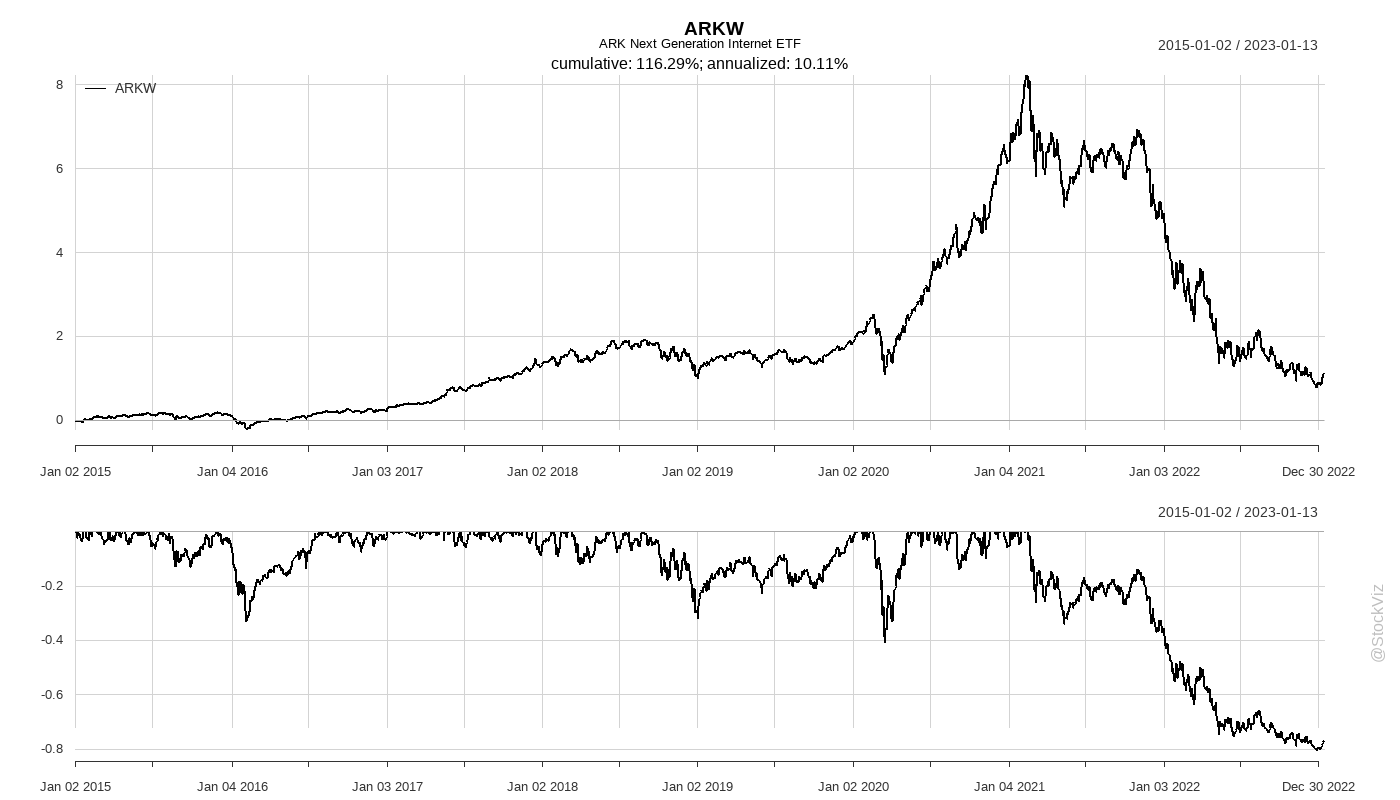 ARKW
ARK Next Generation Internet ETF
2015-01-02 / 2023-01-13
cumulative: 116.29%; annualized: 10.11%
ARKW
8
6
4
2
0
Jan 02 2015 Jan 04 2016 Jan 03 2017 Jan 02 2018 Jan 02 2019 Jan 02 2020 Jan 04 2021 Jan 03 2022 Dec 30 2022
2015-01-02 / 2023-01-13
-0.2
-0.4
-0.6
-0.8
Jan 02 2015 Jan 04 2016 Jan 03 2017 Jan 02 2018 Jan 02 2019 Jan 02 2020 Jan 04 2021 Jan 03 2022 Dec 30 2022
@StockViz